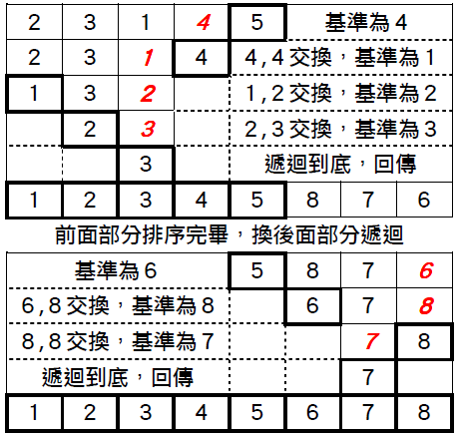 2 3 1 4 5 基準為4
2 3 1 4 4,4交換，基準為1
1 3 2 1,2交換，基準為2
2 3 2,3交換，基準為3
3 遞迴到底，回傳
1 2 3 4 5 8 7 6
前面部分排序完畢，換後面部分遞迴
基準為6 5 8 7 6
6,8交換，基準為8 6 7 8
8,8交換，基準為7 7 8
遞迴到底，回傳 7
1 2 3 4 5 6 7 8